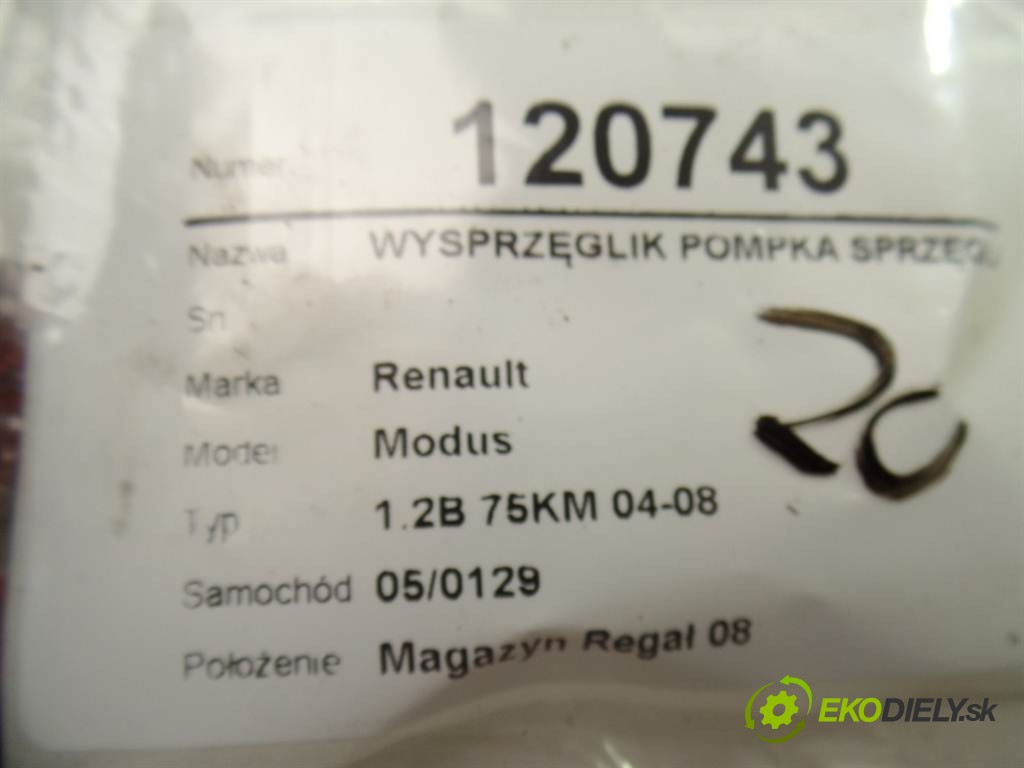 Numer 120743
Nazwa WYSPRZĘGLIK POMPKA SPRZĘGŁ
Sn
Marka Renault
Model Modus
20
Typ 1.2B 75KM 04-08
Samochód 05/0129
Położenie Magazyn Regał 08
EKODIELY.sk